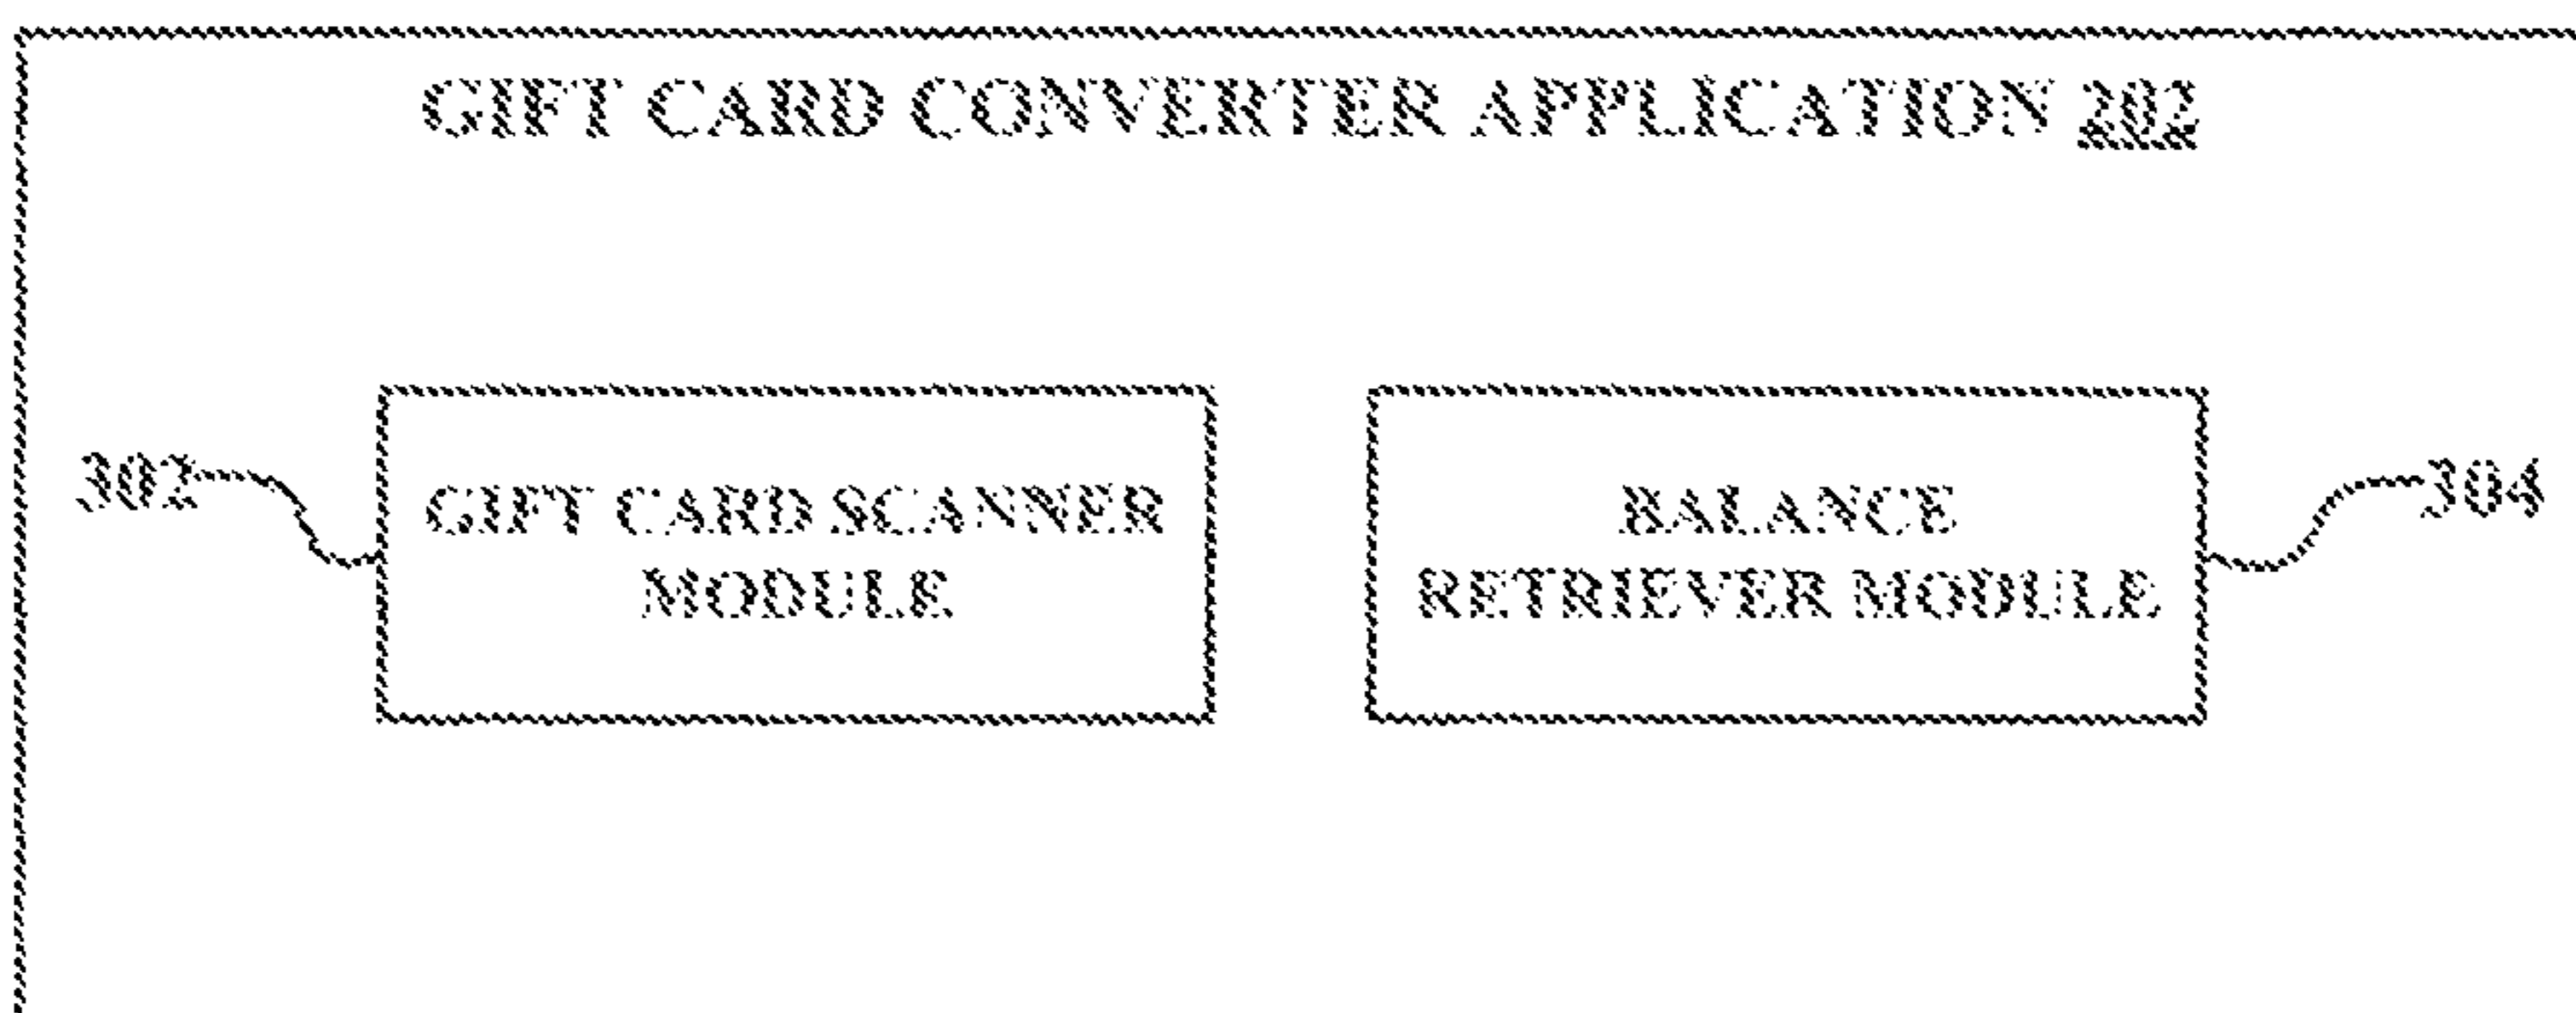 GIFT CARD CONVERTER APPLICATION 202
302
GIFT CARD SCANNER
MODULE
BALANCE
RETRIEVER MODULE
304